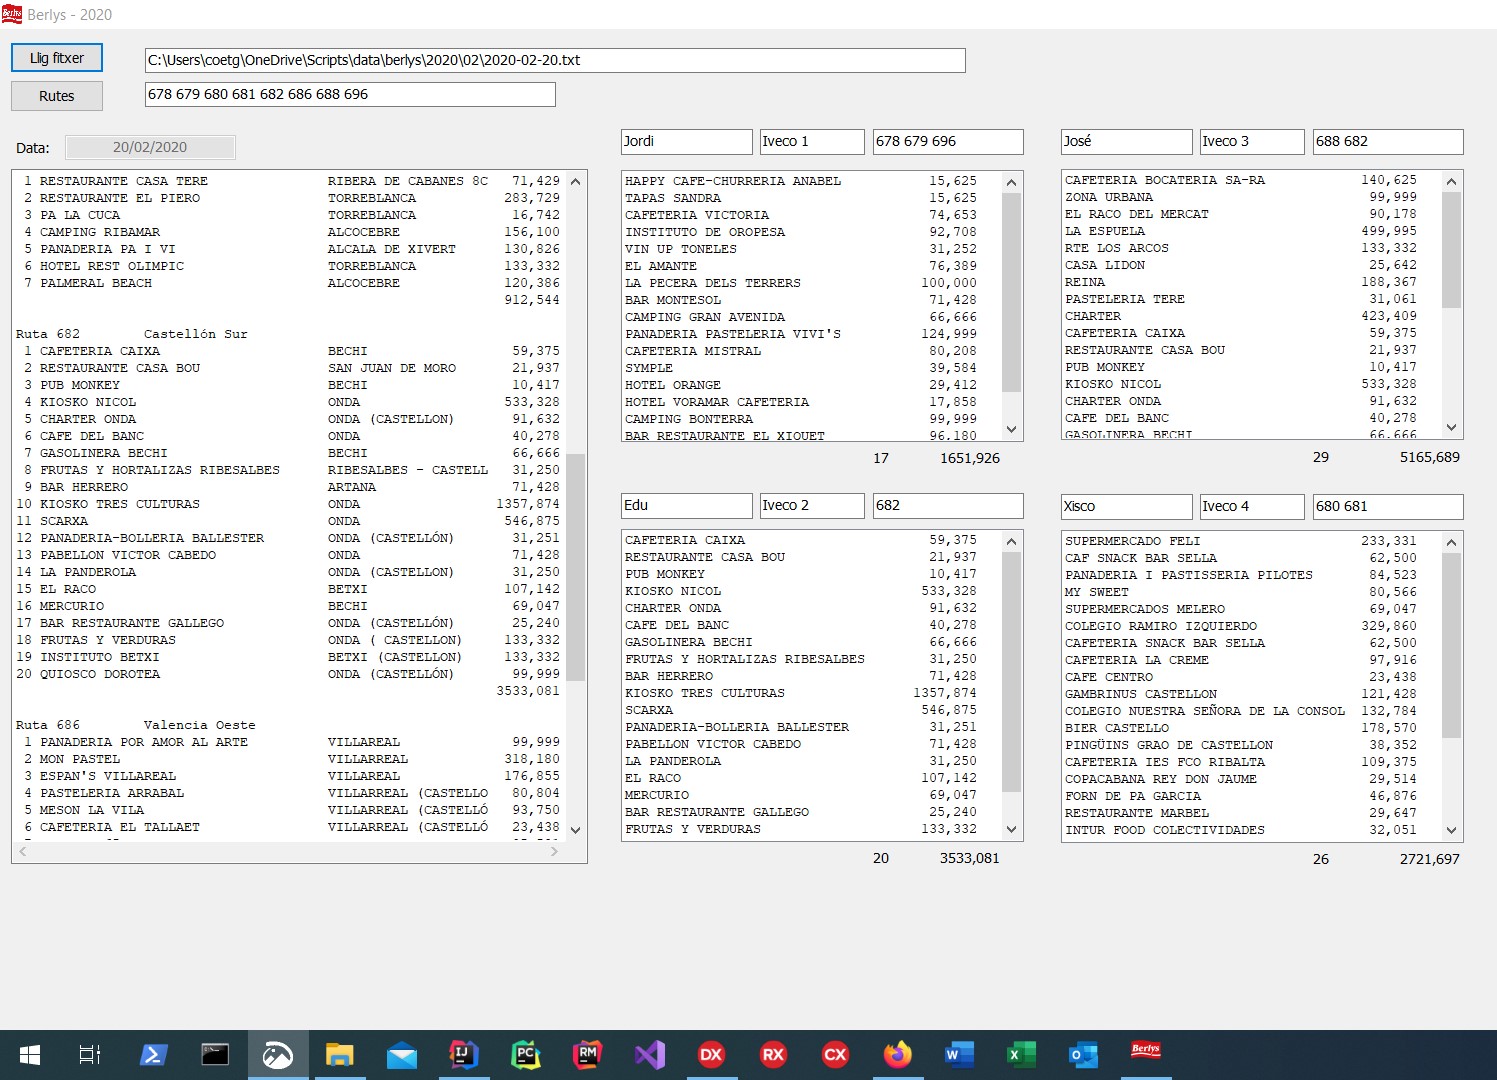 Berlys - 2020
Llig fitxer
C:\Users\coetg\OneDrive\Scripts\data\berlys\2020\02\2020-02-20.txt
Rutes
678 679 680 681 682 686 688 696
Data:
20/02/2020
1 RESTAURANTE CASA TERE RIBERA DE CABANES 8C 71,429
2 RESTAURANTE EL PIERO TORREBLANCA 283,729
3 PA LA CUCA TORREBLANCA 16,742
4 CAMPING RIBAMAR ALCOCEBRE 156,100
5 PANADERIA PA I VI ALCALA DE XIVERT 130,826
6 HOTEL REST OLIMPIC TORREBLANCA 133,332
7 PALMERAL BEACH ALCOCEBRE 120,386
912,544
Ruta 682 Castellón Sur
1 CAFETERIA CAIXA BECHI 59,375
2 RESTAURANTE CASA BOU SAN JUAN DE MORO 21,937
3 PUB MONKEY BECHI 10,417
4 KIOSKO NICOL ONDA 533,328
5 CHARTER ONDA ONDA (CASTELLON) 91,632
6 CAFE DEL BANC ONDA 40,278
7 GASOLINERA BECHI BECHI 66,666
8 FRUTAS Y HORTALIZAS RIBESALBES RIBESALBES - CASTELL 31,250
9 BAR HERRERO ARTANA 71,428
10 KIOSKO TRES CULTURAS ONDA 1357,874
11 SCARXA ONDA 546,875
12 PANADERIA-BOLLERIA BALLESTER ONDA (CASTELLÓN) 31,251
13 PABELLON VICTOR CABEDO ONDA 71,428
14 LA PANDEROLA ONDA (CASTELLON) 31,250
15 EL RACO BETXI 107,142
16 MERCURIO BECHI 69,047
17 BAR RESTAURANTE GALLEGO ONDA (CASTELLÓN) 25,240
18 FRUTAS Y VERDURAS ONDA ( CASTELLON) 133,332
19 INSTITUTO BETXI BETXI (CASTELLON) 133,332
20 QUIOSCO DOROTEA ONDA (CASTELLÓN) 99,999
3533,081
Ruta 686 Valencia Oeste
1 PANADERIA POR AMOR AL ARTE VILLAREAL 99,999
2 MON PASTEL VILLARREAL 318,180
3 ESPAN'S VILLAREAL VILLAREAL 176,855
4 PASTELERIA ARRABAL VILLARREAL (CASTELLO 80,804
5 MESON LA VILA VILLARREAL (CASTELLÓ 93,750
6 CAFETERIA EL TALLAET VILLARREAL (CASTELLÓ 23,438
Jordi
Iveco 1
678 679 696
HAPPY CAFE-CHURRERIA ANABEL 15,625
TAPAS SANDRA 15,625
CAFETERIA VICTORIA 74,653
INSTITUTO DE OROPESA 92,708
VIN UP TONELES 31,252
EL AMANTE 76,389
LA PECERA DELS TERRERS 100,000
BAR MONTESOL 71,428
CAMPING GRAN AVENIDA 66,666
PANADERIA PASTELERIA VIVI'S 124,999
CAFETERIA MISTRAL 80,208
SYMPLE 39,584
HOTEL ORANGE 29,412
HOTEL VORAMAR CAFETERIA 17,858
CAMPING BONTERRA 99,999
BAR RESTAURANTE EL XIQUET 96,180
17 1651,926
José
Iveco 3
688 682
CAFETERIA BOCATERIA SA-RA 140,625
ZONA URBANA 99,999
EL RACO DEL MERCAT 90,178
LA ESPUELA 499,995
RTE LOS ARCOS 133,332
CASA LIDON 25,642
REINA 188,367
PASTELERIA TERE 31,061
CHARTER 423,409
CAFETERIA CAIXA 59,375
RESTAURANTE CASA BOU 21,937
PUB MONKEY 10,417
KIOSKO NICOL 533,328
CHARTER ONDA 91,632
CAFE DEL BANC 40,278
GASOLINERA BECHI 66,666
29 5165,689
Edu
Iveco 2
682
CAFETERIA CAIXA 59,375
RESTAURANTE CASA BOU 21,937
PUB MONKEY 10,417
KIOSKO NICOL 533,328
CHARTER ONDA 91,632
CAFE DEL BANC 40,278
GASOLINERA BECHI 66,666
FRUTAS Y HORTALIZAS RIBESALBES 31,250
BAR HERRERO 71,428
KIOSKO TRES CULTURAS 1357,874
SCARXA 546,875
PANADERIA-BOLLERIA BALLESTER 31,251
PABELLON VICTOR CABEDO 71,428
LA PANDEROLA 31,250
EL RACO 107,142
MERCURIO 69,047
BAR RESTAURANTE GALLEGO 25,240
FRUTAS Y VERDURAS 133,332
20 3533,081
Xisco
Iveco 4
680 681
SUPERMERCADO FELI 233,331
CAF SNACK BAR SELLA 62,500
PANADERIA I PASTISSERIA PILOTES 84,523
MY SWEET 80,566
SUPERMERCADOS MELERO 69,047
COLEGIO RAMIRO IZQUIERDO 329,860
CAFETERIA SNACK BAR SELLA 62,500
CAFETERIA LA CREME 97,916
CAFE CENTRO 23,438
GAMBRINUS CASTELLON 121,428
COLEGIO NUESTRA SEÑORA DE LA CONSOL 132,784
BIER CASTELLO 178,570
PINGÜINS GRAO DE CASTELLON 38,352
CAFETERIA IES FCO RIBALTA 109,375
COPACABANA REY DON JAUME 29,514
FORN DE PA GARCIA 46,876
RESTAURANTE MARBEL 29,647
INTUR FOOD COLECTIVIDADES 32,051
26 2721,697
IJ
PC
RM
DX
RX
CX
W
X
O
Berlys